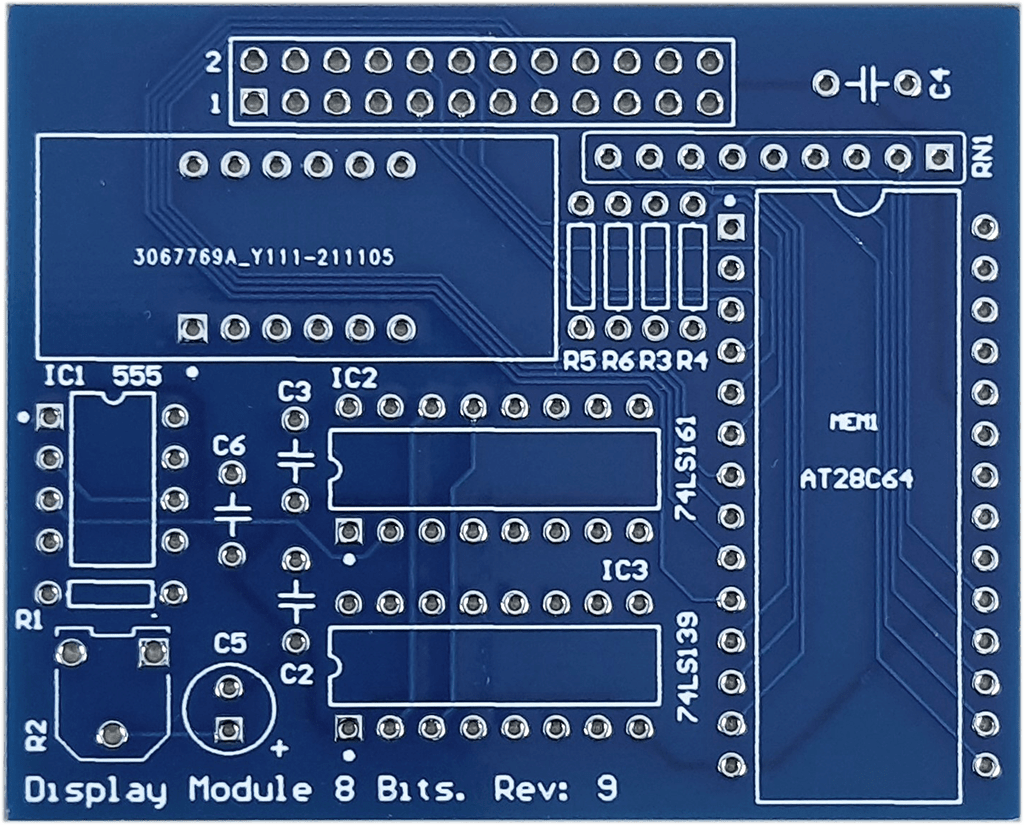 2
1
C4
RN1
3067769A_Y111-211105
R5 R6 R3 R4
IC1 555
C3
IC2
C6
74LS161
MEM1
AT28C64
IC3
R1
C2
74LS139
C5
R2
+
Display Module 8 Bits. Rev: 9